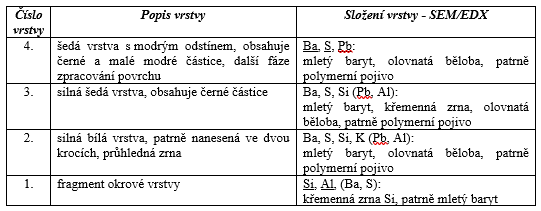 Číslo vrstvy
Popis vrstvy
Složení vrstvy - SEM/EDX
4.
šedá vrstva s modrým odstínem, obsahuje
černé a malé modré částice, další fáze
zpracování povrchu
Ba, S, Pb:
mletý baryt, olovnatá běloba, patrně
polymerní pojivo
3.
silná šedá vrstva, obsahuje černé částice
Ba, S, Si (Pb, Al):
mletý baryt, křemenná zrna, olovnatá
běloba, patrně polymerní pojivo
2.
silná bílá vrstva, patrně nanesená ve dvou
krocích, průhledná zrna
Ba, S, Si, K (Pb, Al):
mletý baryt, olovnatá běloba, patrně
polymerní pojivo
1.
fragment okrové vrstvy
Si, Al, (Ba, S):
křemenná zrna Si, patrně mletý baryt